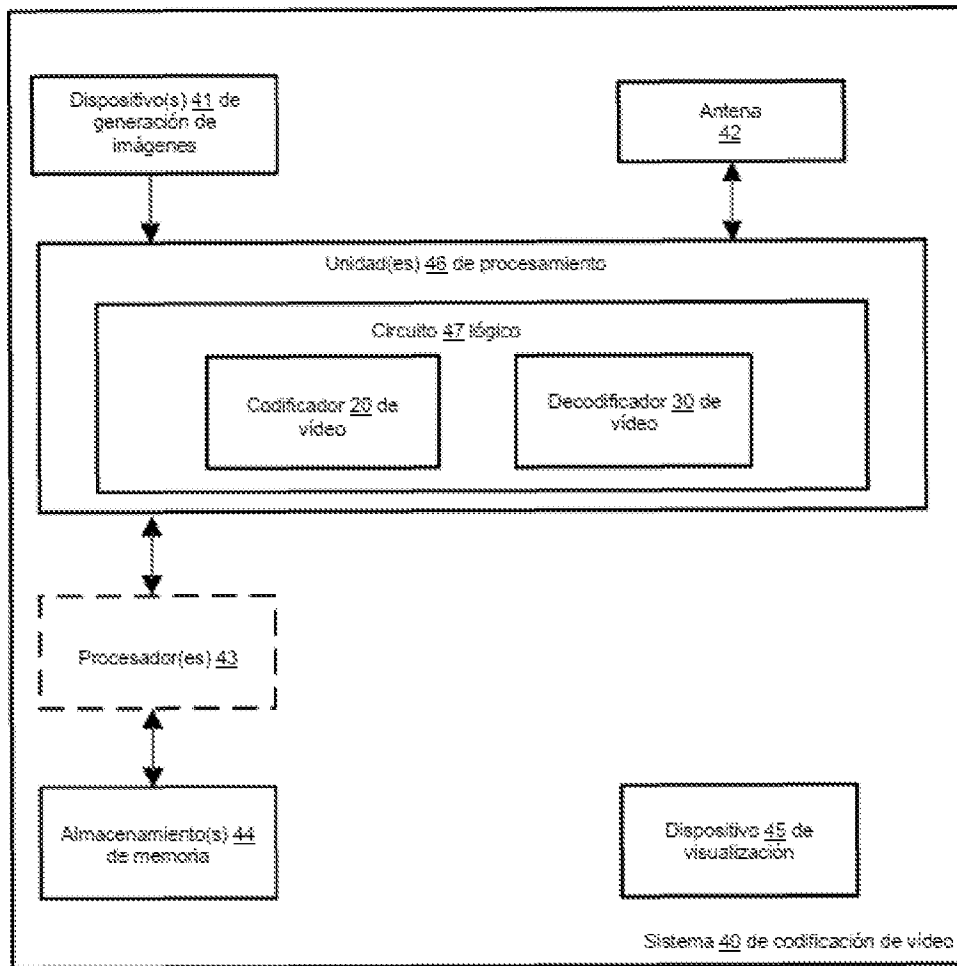 Dispositivo(s) 41 de
generación de
imágenes
Antena
42
Unidad(es) 46 de procesamiento
Circuito 47 lógico
Codificador 20 de
vídeo
Decodificador 30 de
vídeo
Procesador(es) 43
Almacenamiento(s) 44
de memoria
Dispositivo 45 de
visualización
Sistema 40 de codificación de vídeo